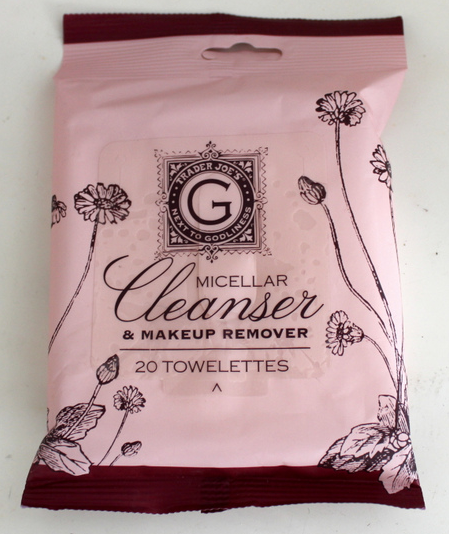 TRADER JOE'S
G
NEXT TO GODLINESS
MICELLAR
Cleanser
& MAKEUP REMOVER
20 TOWELETTES